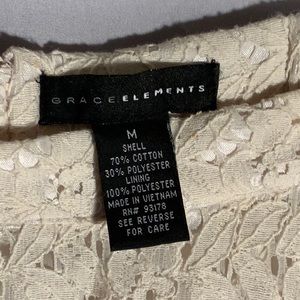 GRACEELEMENTS
M
SHELL
70% COTTON
30% POLYESTER
LINING
100% POLYESTER
MADE IN VIETNAM
RN# 93178
SEE REVERSE
FOR CARE